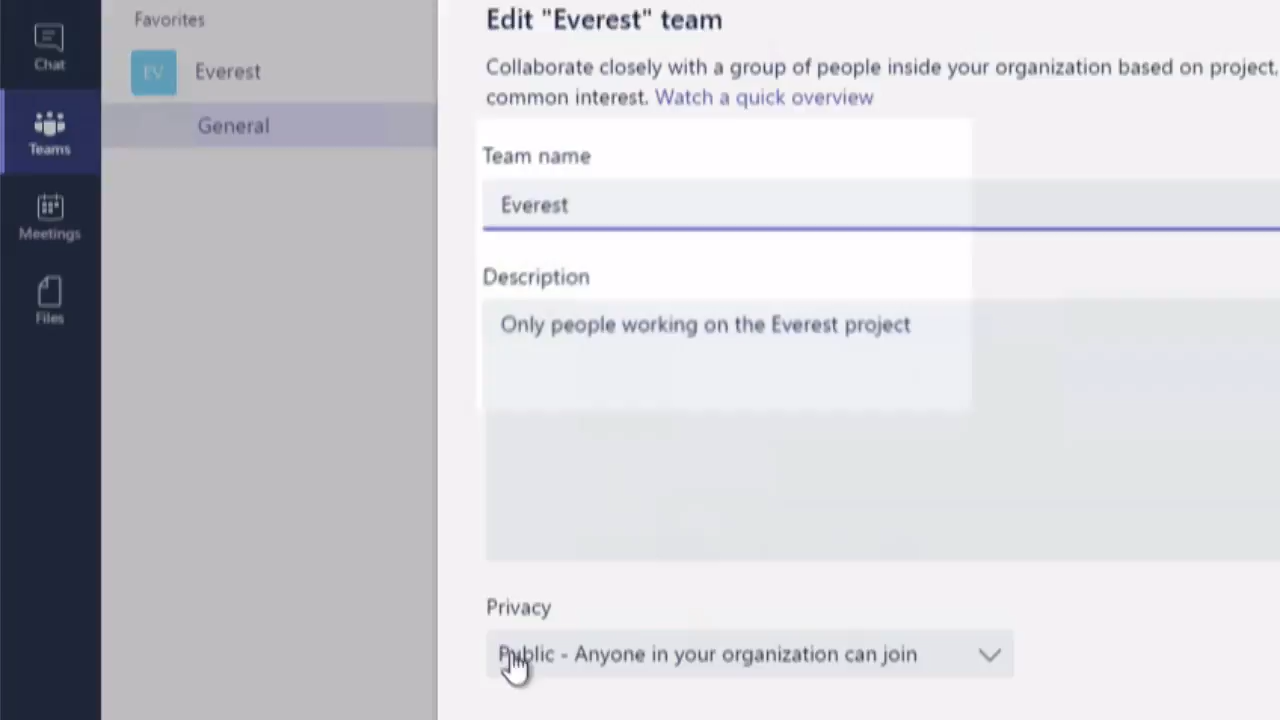 Chat
Teams
Meetings
Files
Favorites
EV
Everest
General
Edit "Everest" team
Collaborate closely with a group of people inside your organization based on project,
common interest. Watch a quick overview
Team name
Everest
Description
Only people working on the Everest project
Privacy
Public - Anyone in your organization can join